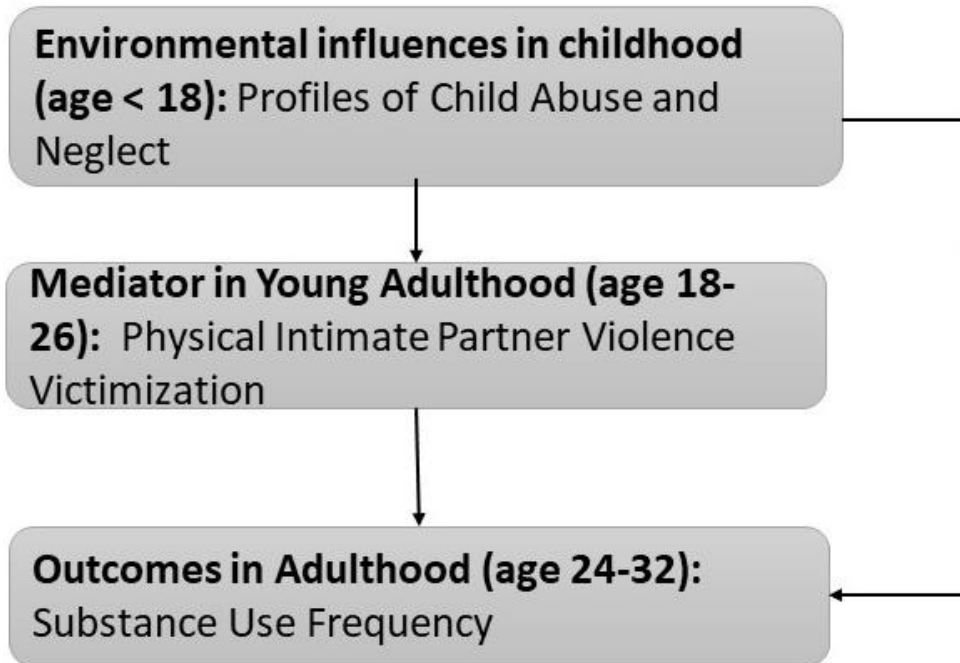 Environmental influences in childhood
(age < 18): Profiles of Child Abuse and
Neglect
Mediator in Young Adulthood (age 18-
26): Physical Intimate Partner Violence
Victimization
Outcomes in Adulthood (age 24-32):
Substance Use Frequency